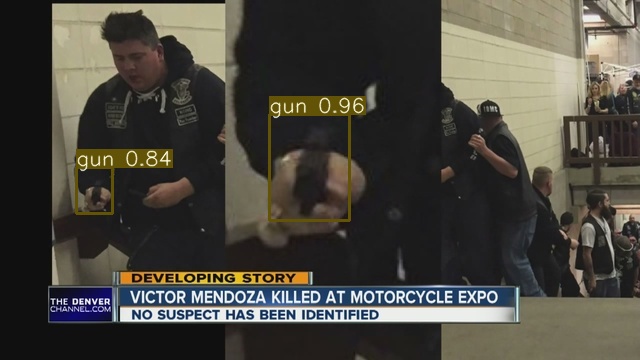 gun 0.96
gun 0.84
DEVELOPING STORY
THE DENVER
CHANNEL.COM
VICTOR MENDOZA KILLED AT MOTORCYCLE EXPO
NO SUSPECT HAS BEEN IDENTIFIED